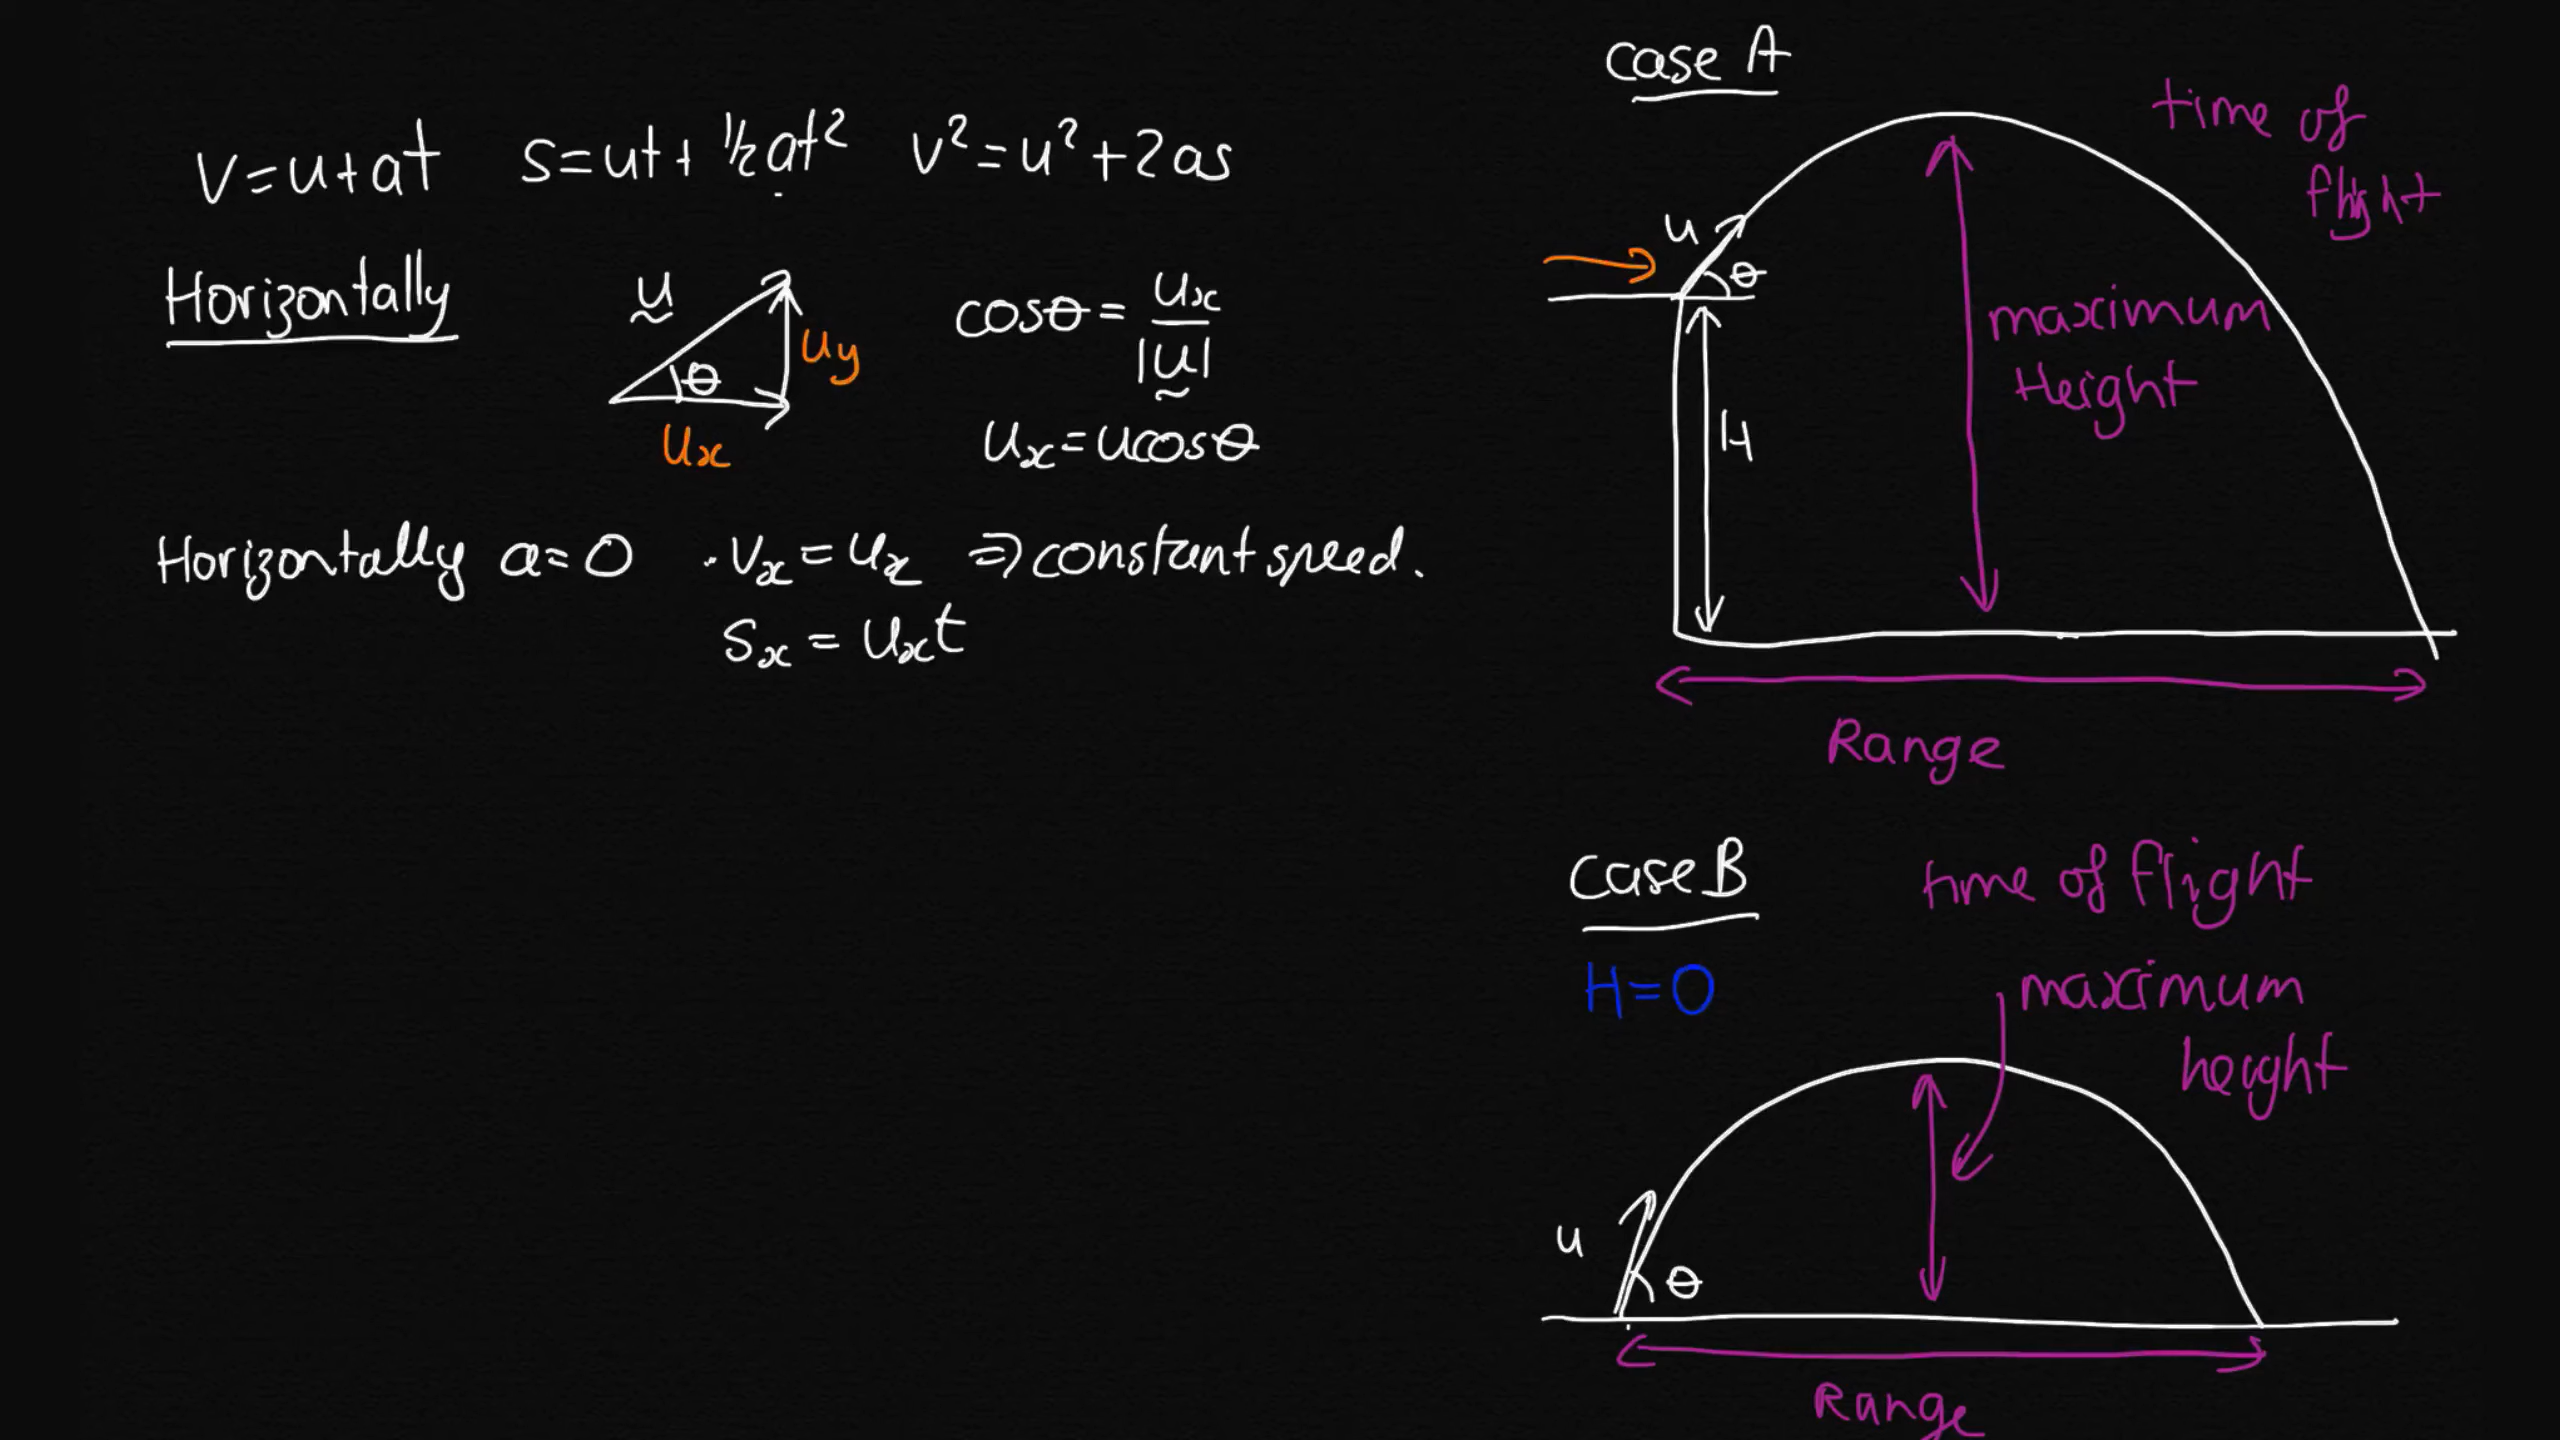 v=u+at s=ut+½at² v²=u²+2as
Horizontally
u
θ
uy
ux
cosθ = ux/|u|
ux=ucosθ
Horizontally a=0 . vx = ux ⇒ constant speed.
sx = uxt
case A
time of
flight
u
θ
maximum
Height
H
Range
case B
time of flight
H=0
maximum
height
u
θ
Range